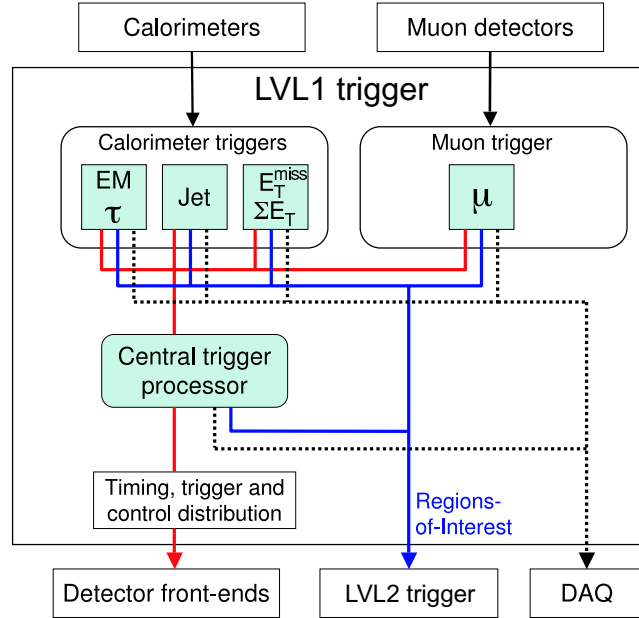 Calorimeters
Muon detectors
LVL1 trigger
Calorimeter triggers
Muon trigger
EM
τ
Jet
E_T^miss
ΣE_T
μ
Central trigger
processor
Timing, trigger and
control distribution
Regions-
of-Interest
Detector front-ends
LVL2 trigger
DAQ